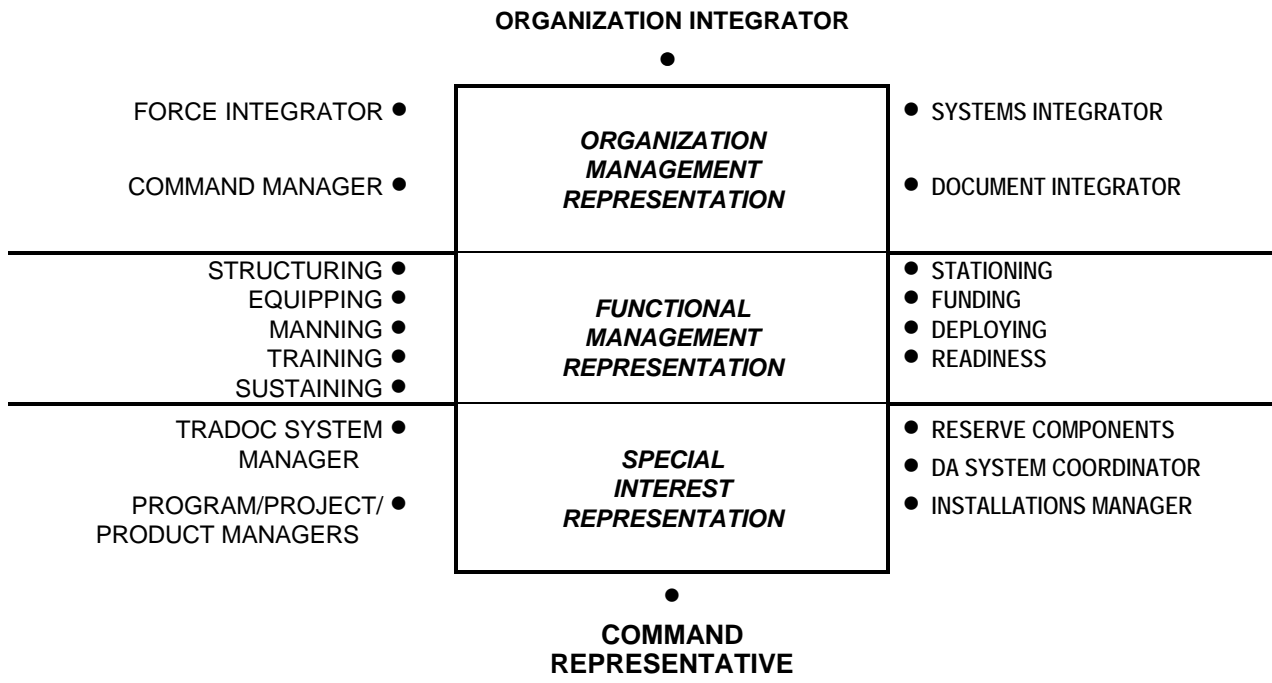 ORGANIZATION INTEGRATOR
●
FORCE INTEGRATOR ●
COMMAND MANAGER ●
ORGANIZATION
MANAGEMENT
REPRESENTATION
● SYSTEMS INTEGRATOR
● DOCUMENT INTEGRATOR
STRUCTURING ●
EQUIPPING ●
MANNING ●
TRAINING ●
SUSTAINING ●
FUNCTIONAL
MANAGEMENT
REPRESENTATION
● STATIONING
● FUNDING
● DEPLOYING
● READINESS
TRADOC SYSTEM ●
MANAGER
PROGRAM/PROJECT/ ●
PRODUCT MANAGERS
SPECIAL
INTEREST
REPRESENTATION
● RESERVE COMPONENTS
● DA SYSTEM COORDINATOR
● INSTALLATIONS MANAGER
●
COMMAND
REPRESENTATIVE